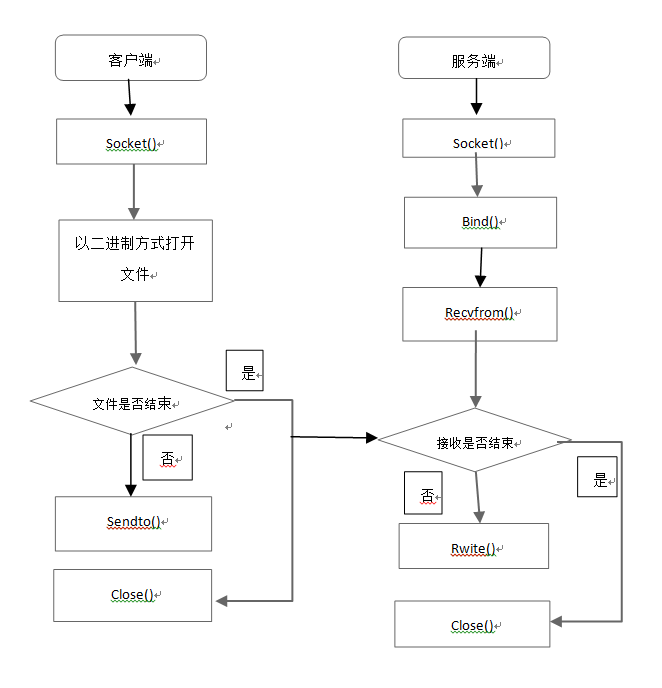 客户端
Socket()
以二进制方式打开
文件
是
文件是否结束
否
Sendto()
Close()
服务端
Socket()
Bind()
Recvfrom()
接收是否结束
否
是
Rwite()
Close()